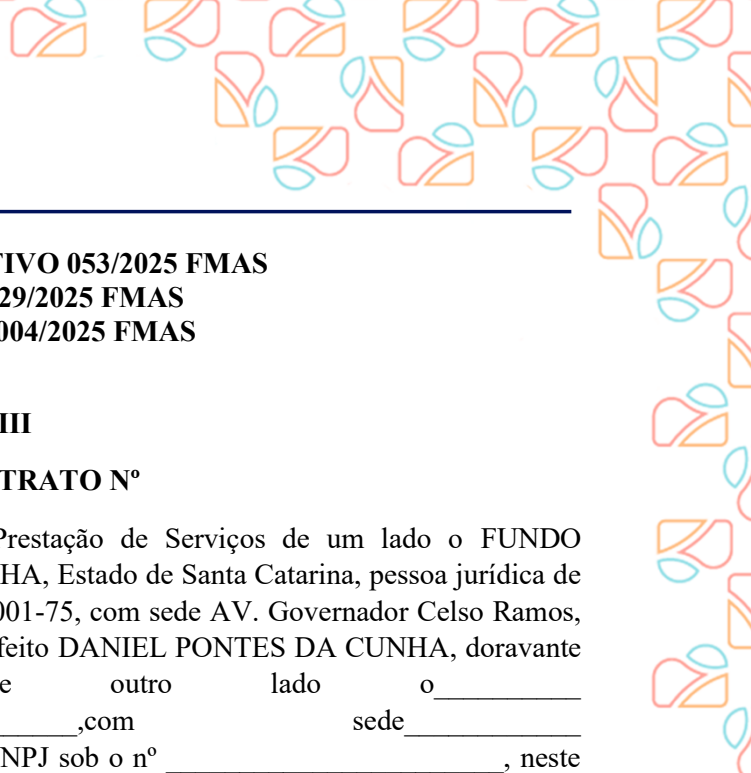 TIVO 053/2025 FMAS
29/2025 FMAS
004/2025 FMAS
III
TRATO Nº
Prestação de Serviços de um lado o FUNDO
HA, Estado de Santa Catarina, pessoa jurídica de
001-75, com sede AV. Governador Celso Ramos,
feito DANIEL PONTES DA CUNHA, doravante
e outro lado o__________
_____,com sede____________
NPJ sob o nº ________________________, neste